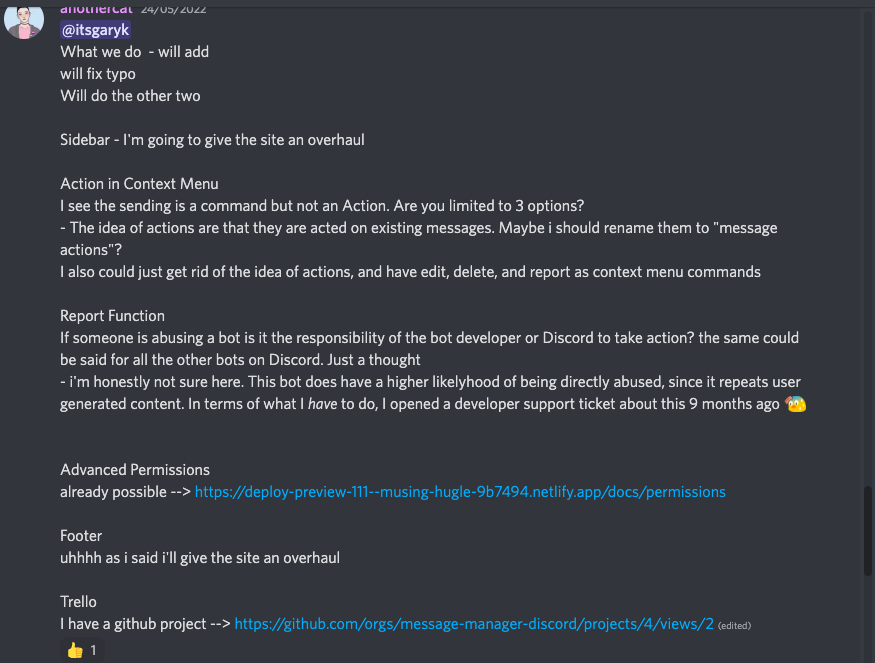 anothercat 24/05/2022
@itsgaryk
What we do - will add
will fix typo
Will do the other two
Sidebar - I'm going to give the site an overhaul
Action in Context Menu
I see the sending is a command but not an Action. Are you limited to 3 options?
- The idea of actions are that they are acted on existing messages. Maybe i should rename them to "message
actions"?
I also could just get rid of the idea of actions, and have edit, delete, and report as context menu commands
Report Function
If someone is abusing a bot is it the responsibility of the bot developer or Discord to take action? the same could
be said for all the other bots on Discord. Just a thought
- i'm honestly not sure here. This bot does have a higher likelyhood of being directly abused, since it repeats user
generated content. In terms of what I have to do, I opened a developer support ticket about this 9 months ago
Advanced Permissions
already possible --> https://deploy-preview-111--musing-hugle-9b7494.netlify.app/docs/permissions
Footer
uhhhh as i said i'll give the site an overhaul
Trello
I have a github project --> https://github.com/orgs/message-manager-discord/projects/4/views/2 (edited)
👍 1